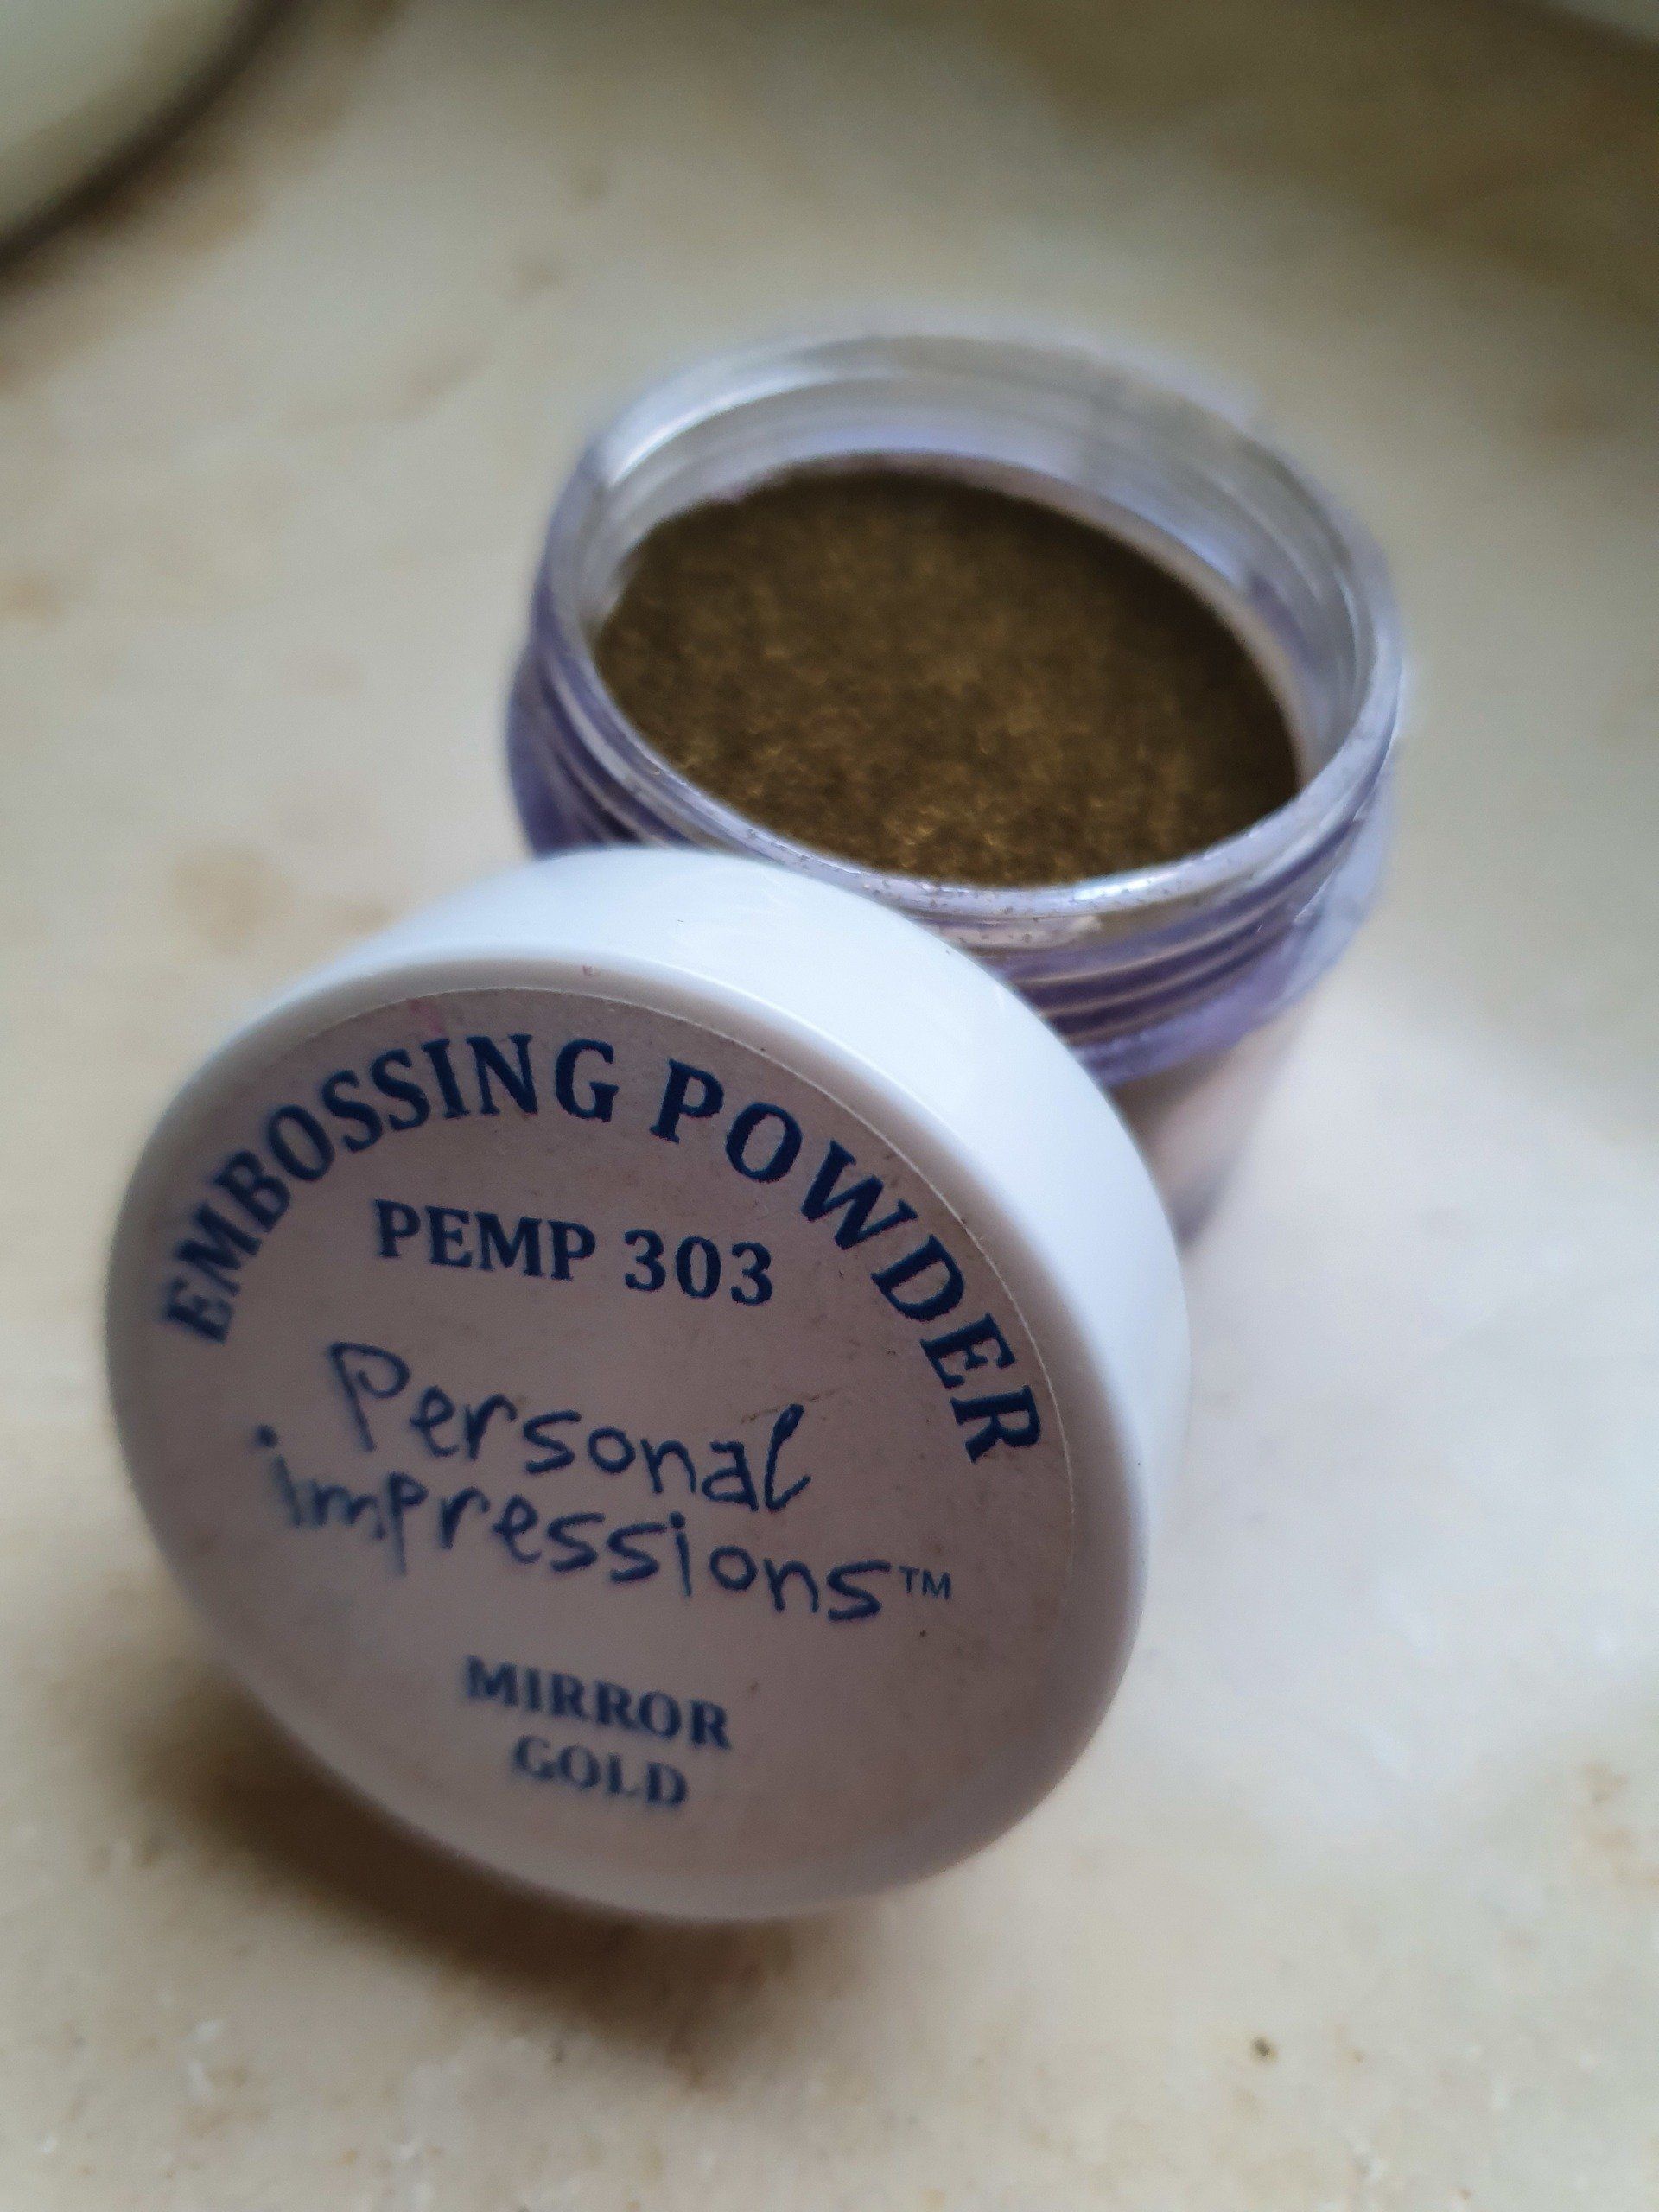 EMBOSSING POWDER
PEMP 303
Personal
impressions™
MIRROR
GOLD